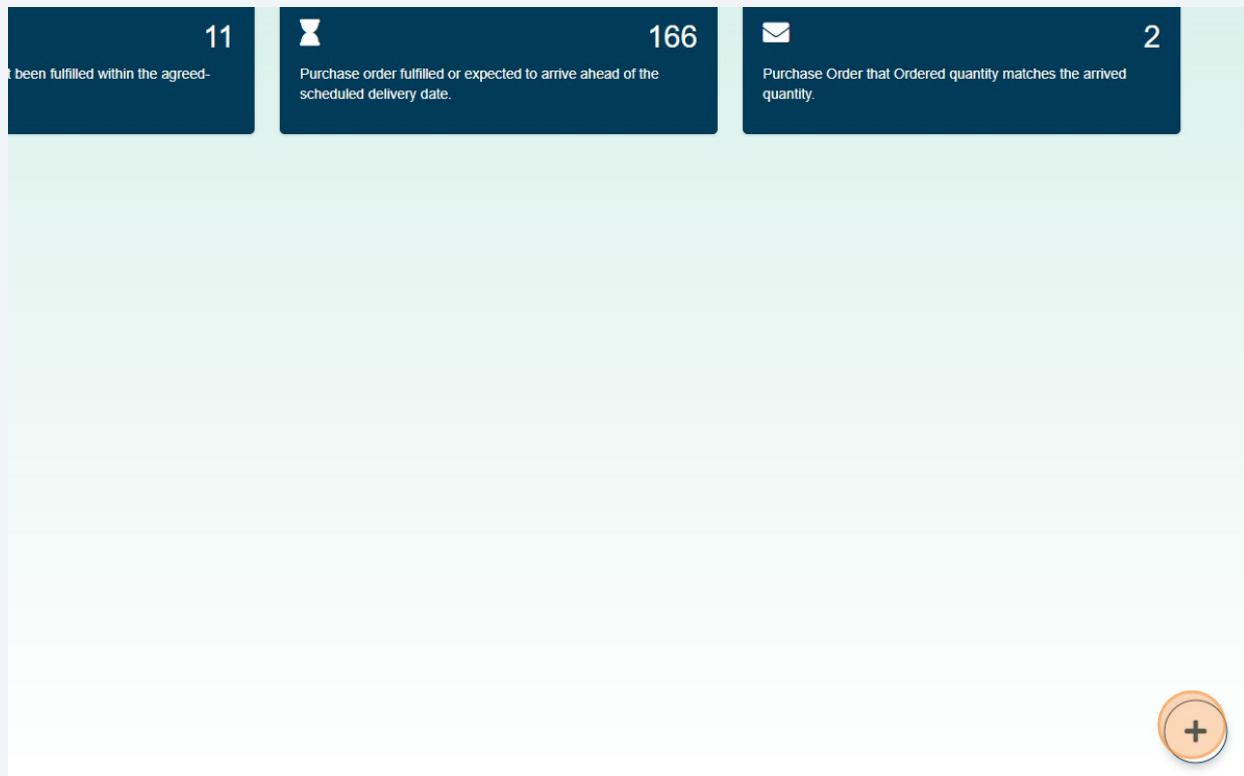 11
t been fulfilled within the agreed-
166
Purchase order fulfilled or expected to arrive ahead of the
scheduled delivery date.
2
Purchase Order that Ordered quantity matches the arrived
quantity.